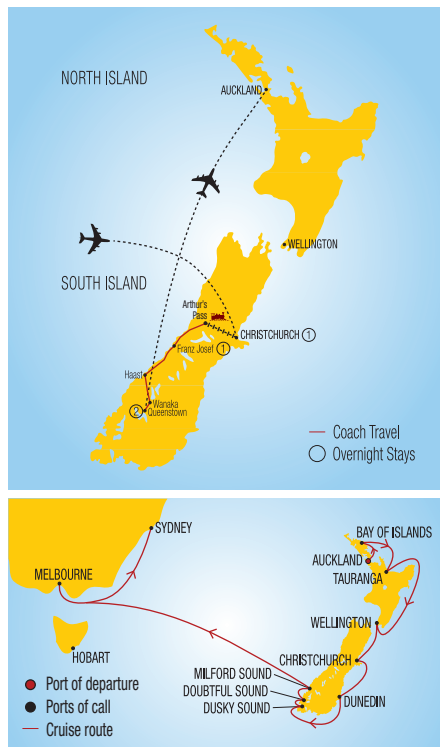 NORTH ISLAND
AUCKLAND
WELLINGTON
SOUTH ISLAND
Arthur's
Pass
CHRISTCHURCH 1
Franz Josef 1
Haast
Wanaka
2 Queenstown
Coach Travel
Overnight Stays
SYDNEY
BAY OF ISLANDS
AUCKLAND
TAURANGA
MELBOURNE
WELLINGTON
HOBART
CHRISTCHURCH
MILFORD SOUND
DOUBTFUL SOUND
DUSKY SOUND
DUNEDIN
Port of departure
Ports of call
Cruise route